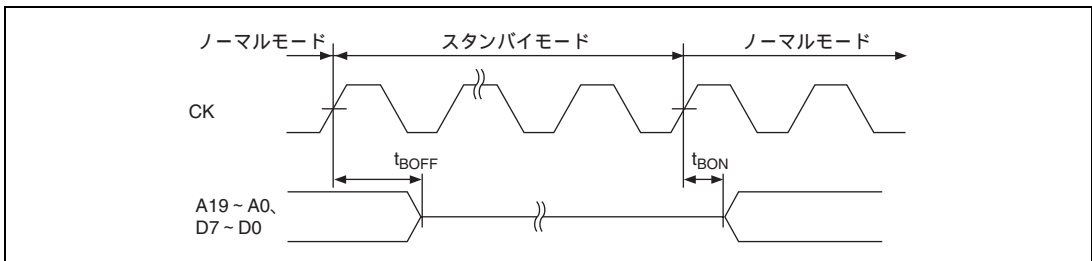 ノーマルモード
スタンバイモード
ノーマルモード
CK
tBOFF
tBON
A19 ~ A0、
D7 ~ D0